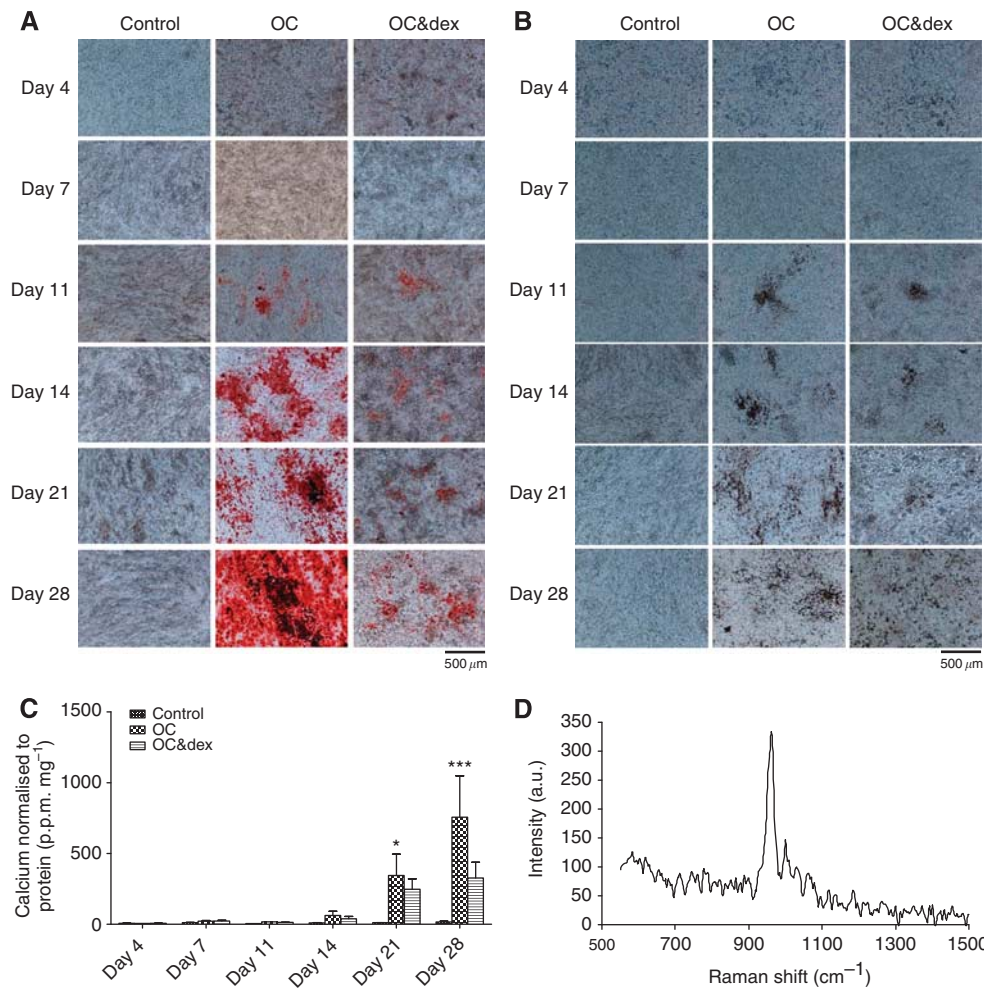 A
Control OC OC&dex
Day 4
Day 7
Day 11
Day 14
Day 21
Day 28
500 μm
B
Control OC OC&dex
Day 4
Day 7
Day 11
Day 14
Day 21
Day 28
500 μm
C
Calcium normalised to
protein (p.p.m. mg⁻¹)
1500
1000
500
0
Control
OC
OC&dex
*
***
Day 4 Day 7 Day 11 Day 14 Day 21 Day 28
D
Intensity (a.u.)
350
300
250
200
150
100
50
0
500 700 900 1100 1300 1500
Raman shift (cm⁻¹)